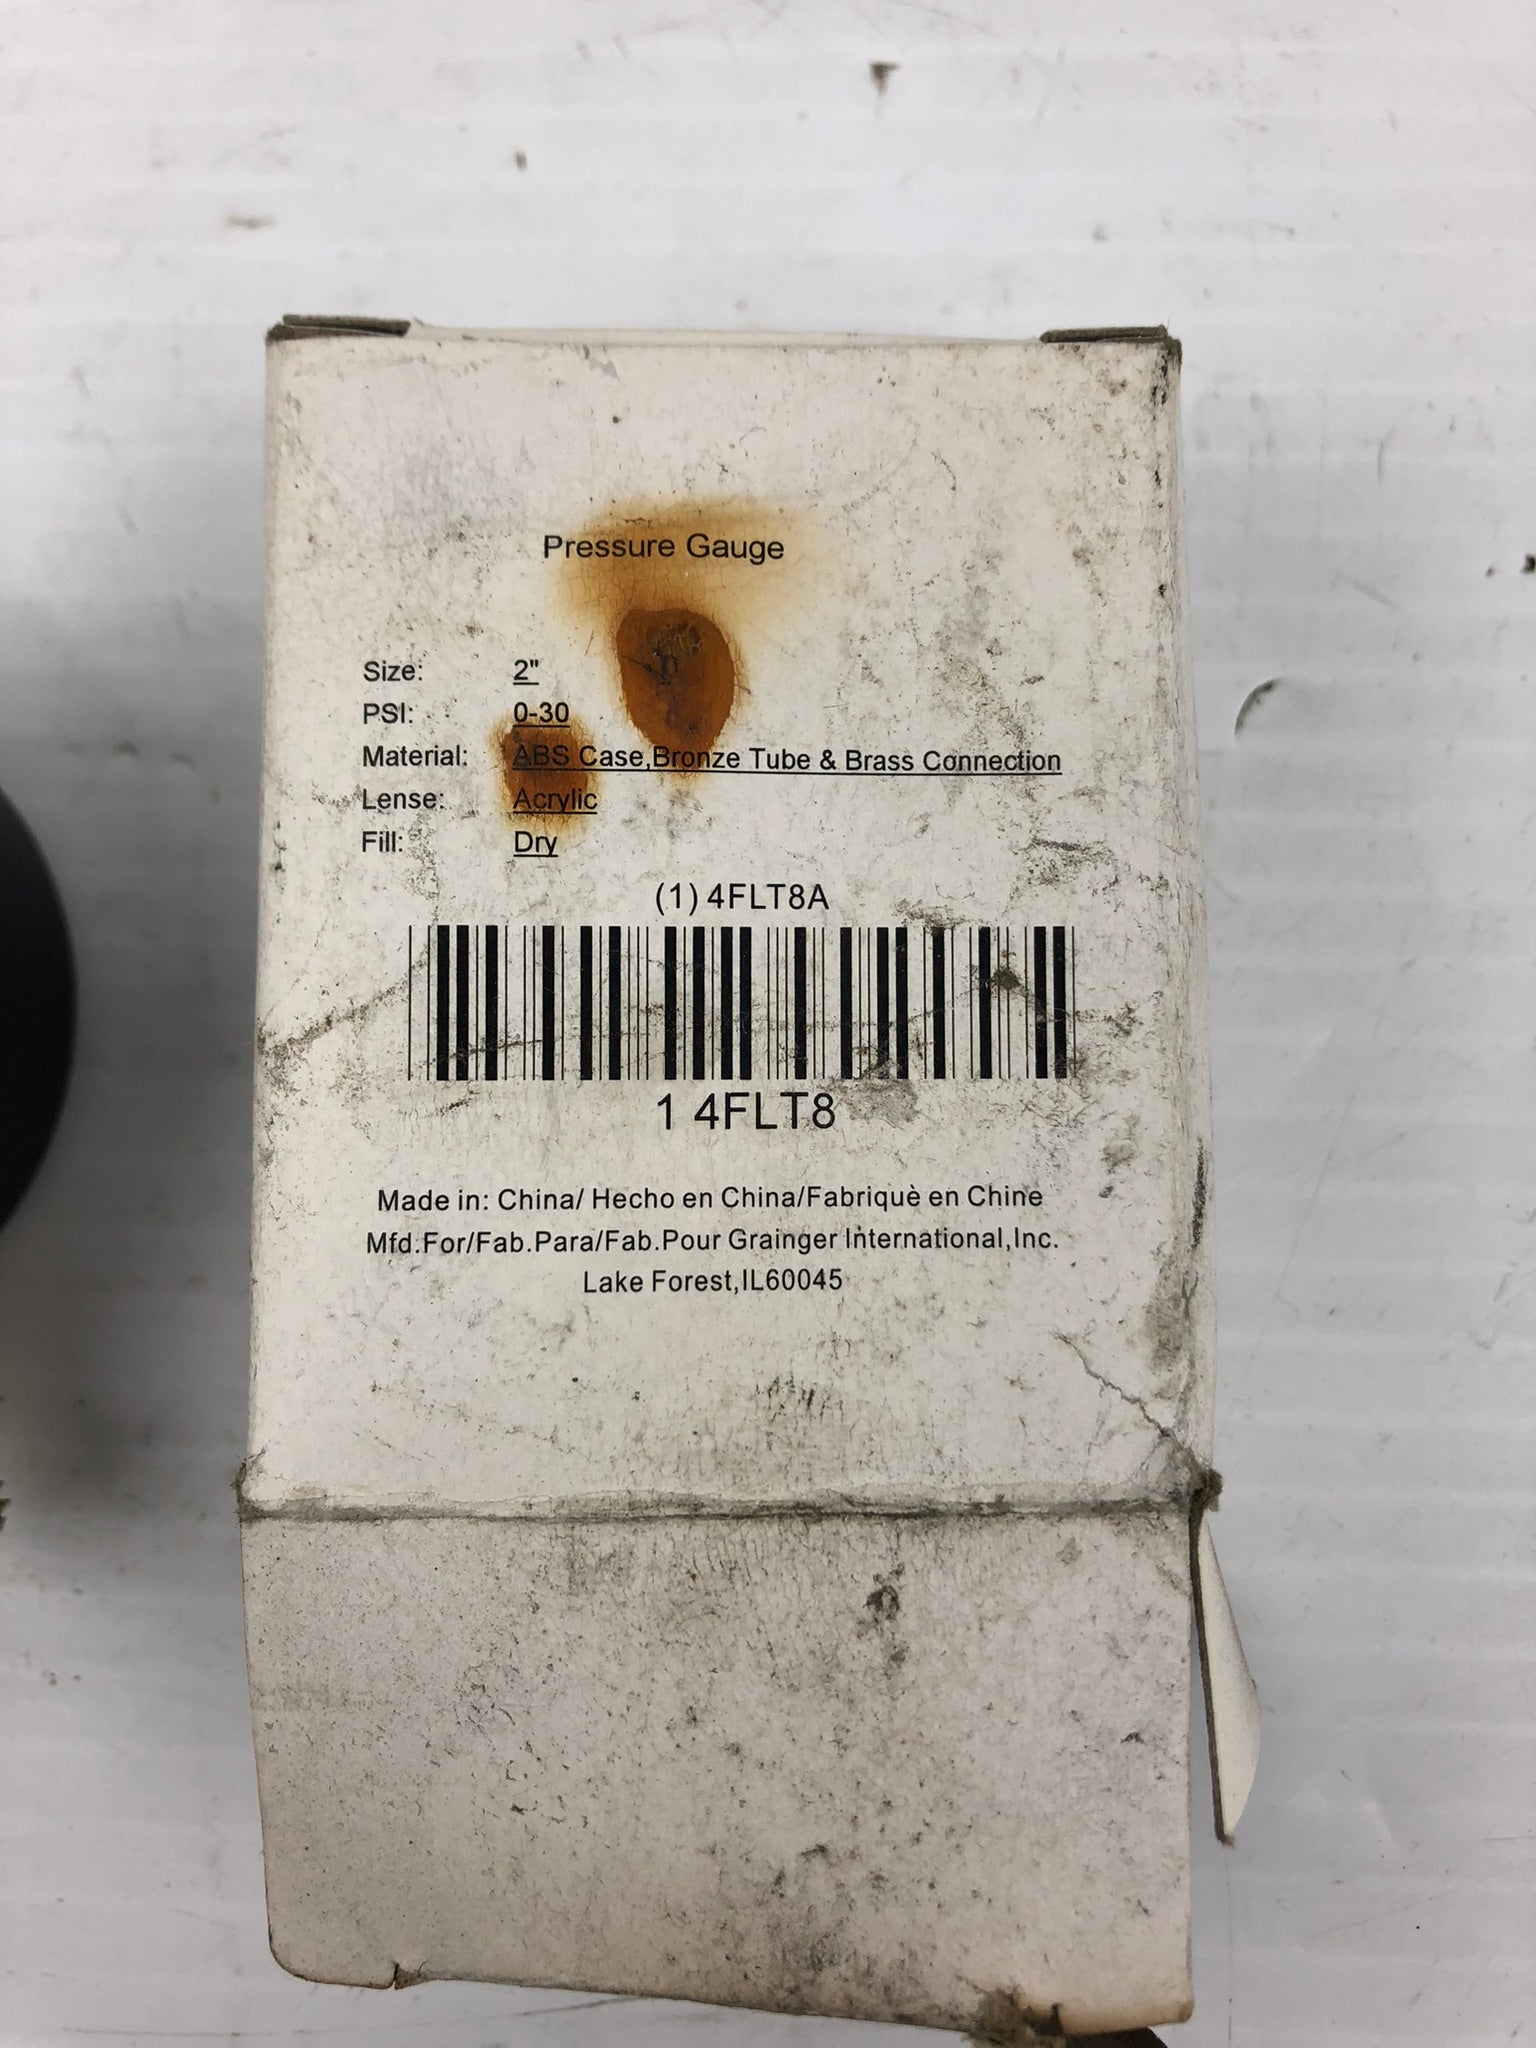 Pressure Gauge
Size: 2"
PSI: 0-30
Material: ABS Case,Bronze Tube & Brass Connection
Lense: Acrylic
Fill: Dry
(1) 4FLT8A
1 4FLT8
Made in: China/ Hecho en China/Fabriquè en Chine
Mfd.For/Fab.Para/Fab.Pour Grainger International,Inc.
Lake Forest,IL60045